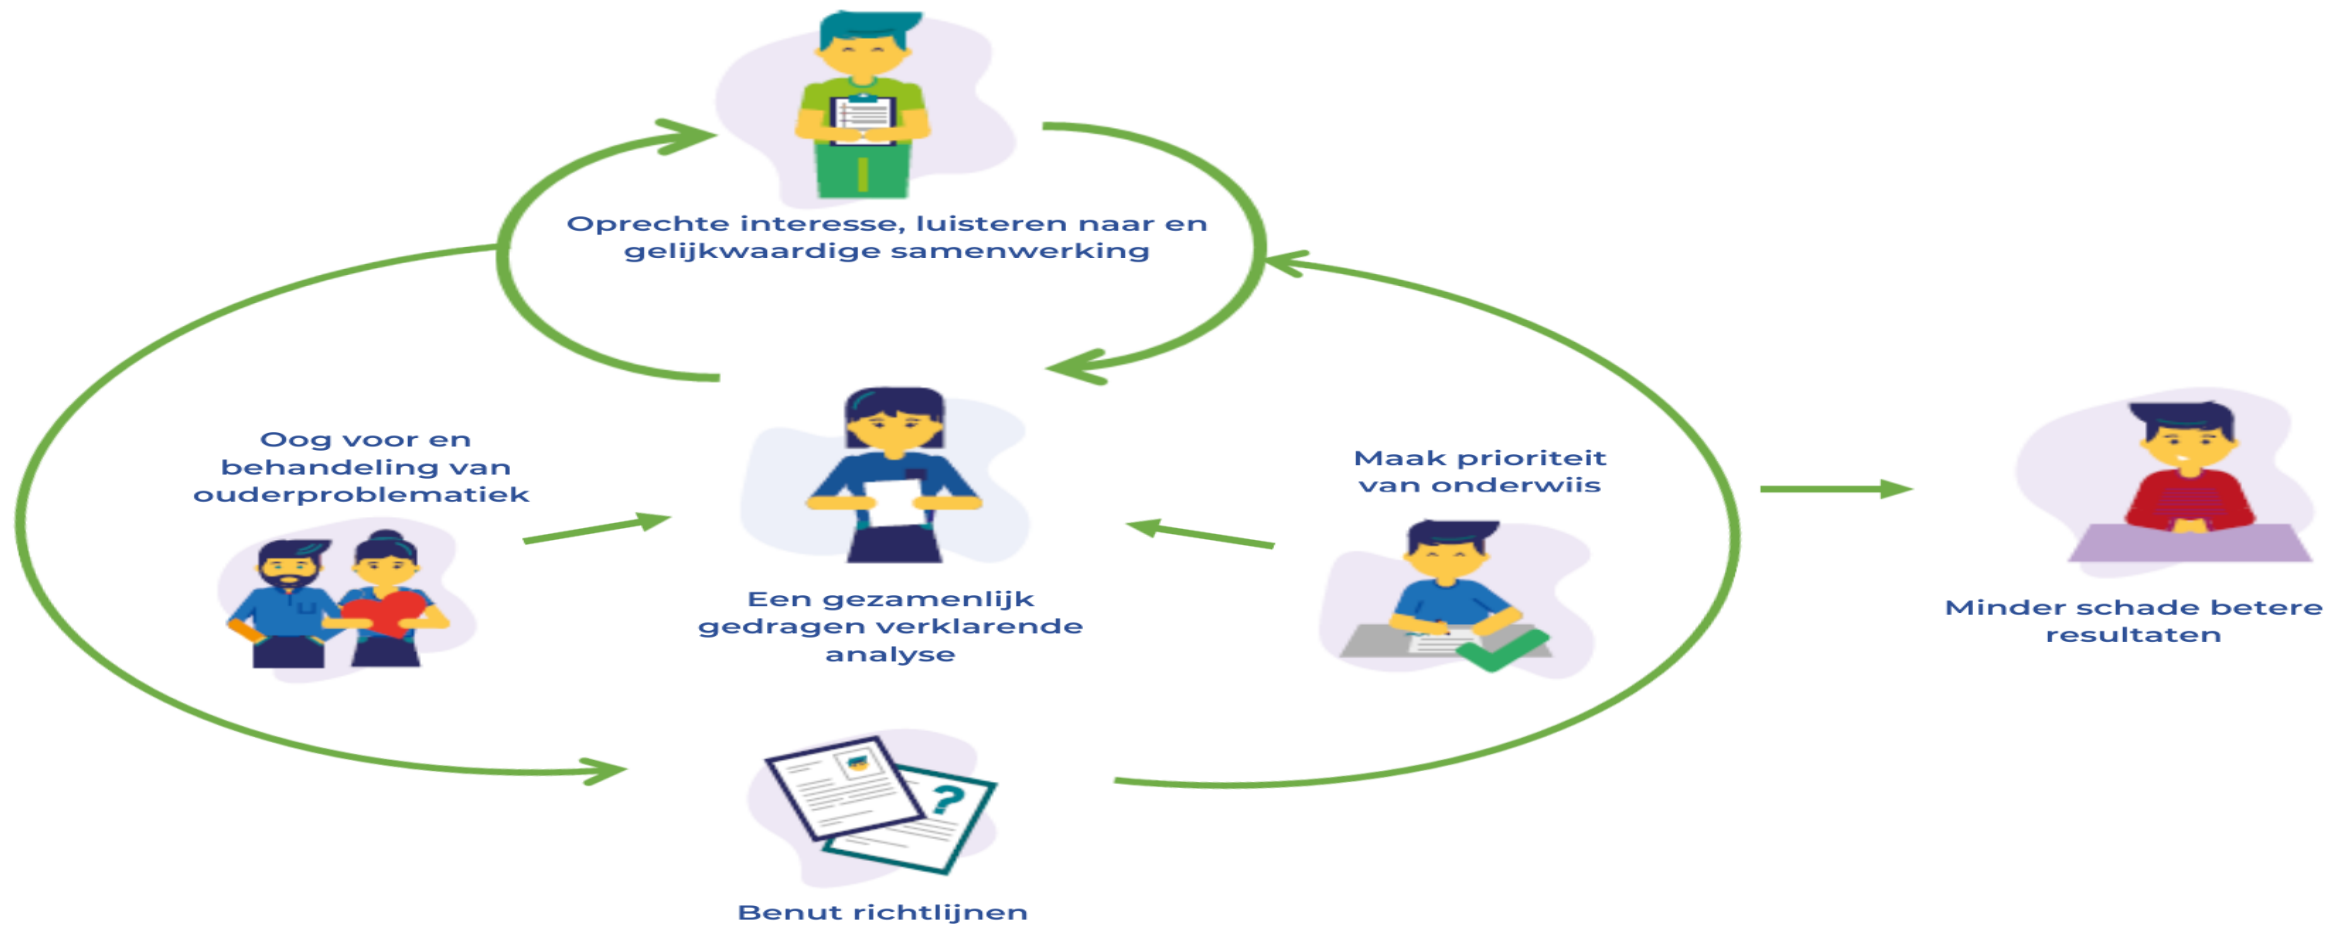 Oprechte interesse, luisteren naar en
gelijkwaardige samenwerking
Oog voor en
behandeling van
ouderproblematiek
Een gezamenlijk
gedragen verklarende
analyse
Maak prioriteit
van onderwiis
Minder schade betere
resultaten
?
Benut richtlijnen